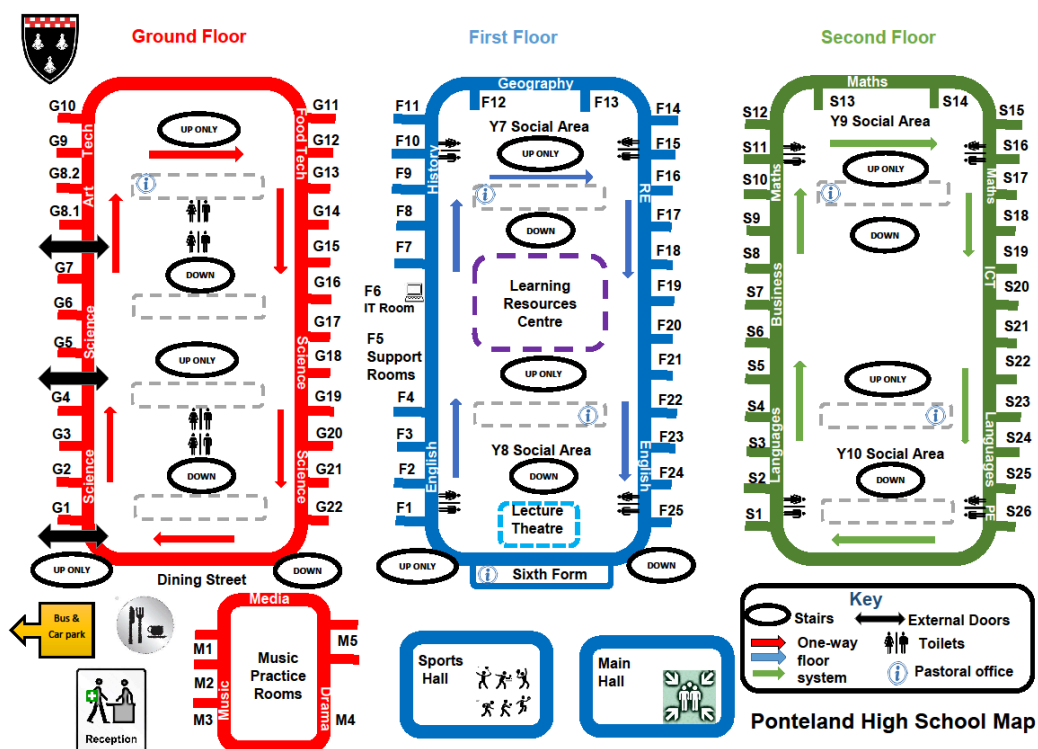 Ground Floor
First Floor
Second Floor
G10
G9
G8.2
G8.1
G7
G6
G5
G4
G3
G2
G1
Tech
Art
Science
Science
UP ONLY
DOWN
UP ONLY
DOWN
G11
G12
G13
G14
G15
G16
G17
G18
G19
G20
G21
G22
Food Tech
Science
Science
UP ONLY
DOWN
Dining Street
Geography
F12
F13
F11
F10
F9
F8
F7
F6
IT Room
F5
Support
Rooms
F4
F3
F2
F1
History
English
Y7 Social Area
UP ONLY
DOWN
Learning
Resources
Centre
UP ONLY
Y8 Social Area
DOWN
Lecture
Theatre
F14
F15
F16
F17
F18
F19
F20
F21
F22
F23
F24
F25
RE
English
UP ONLY
Sixth Form
DOWN
Maths
S13
S14
S12
S11
S10
S9
S8
S7
S6
S5
S4
S3
S2
S1
Maths
Business
Languages
Y9 Social Area
UP ONLY
DOWN
UP ONLY
Y10 Social Area
DOWN
S15
S16
S17
S18
S19
S20
S21
S22
S23
S24
S25
S26
Maths
ICT
Languages
PE
Bus &
Car park
Reception
Media
M1
M2
M3
M5
M4
Music
Drama
Music
Practice
Rooms
Sports
Hall
Main
Hall
Key
Stairs
External Doors
One-way
floor
system
Toilets
Pastoral office
Ponteland High School Map